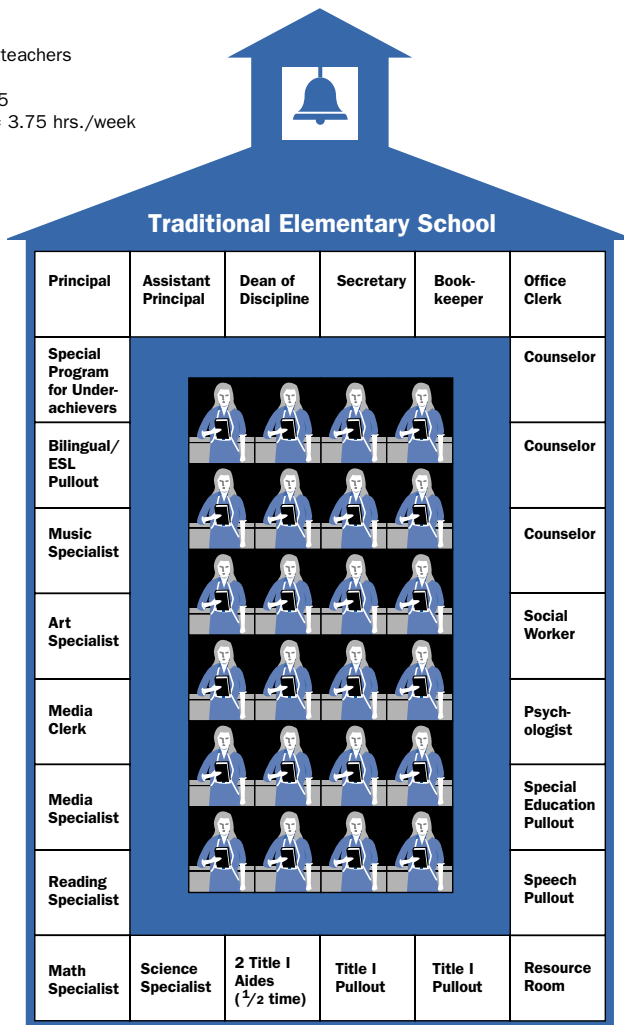 teachers
5
= 3.75 hrs./week
Traditional Elementary School
Principal
Assistant
Principal
Dean of
Discipline
Secretary
Book-
keeper
Office
Clerk
Special
Program
for Under-
achievers
Counselor
Bilingual/
ESL
Pullout
Counselor
Music
Specialist
Counselor
Art
Specialist
Social
Worker
Media
Clerk
Psych-
ologist
Media
Specialist
Special
Education
Pullout
Reading
Specialist
Speech
Pullout
Math
Specialist
Science
Specialist
2 Title I
Aides
(1/2 time)
Title I
Pullout
Title I
Pullout
Resource
Room